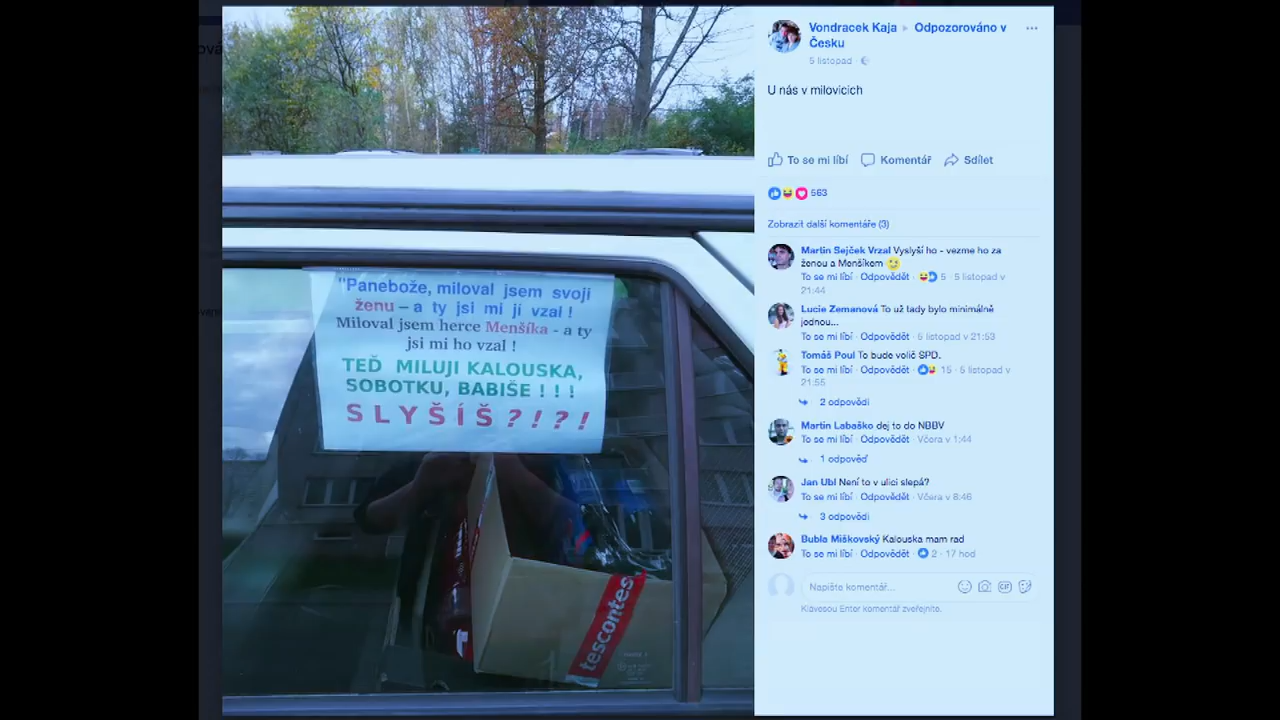 "Panebože, miloval jsem svoji
ženu – a ty jsi mi jí vzal !
Miloval jsem herce Menšíka - a ty
jsi mi ho vzal !
TEĎ MILUJI KALOUSKA,
SOBOTKU, BABIŠE ! ! !
SLYŠÍŠ?!?!
tescontes
Vondracek Kaja ▸ Odpozorováno v
Česku
5 listopad
U nás v milovicích
To se mi líbí Komentář Sdílet
563
Zobrazit další komentáře (3)
Martin Sejček Vrzal Vyslyší ho - vezme ho za
ženou a Menšíkem
To se mi líbí · Odpovědět · 5 · 5 listopad v
21:44
Lucie Zemanová To už tady bylo minimálně
jednou...
To se mi líbí · Odpovědět · 5 listopad v 21:53
Tomáš Poul To bude volič SPD.
To se mi líbí · Odpovědět · 15 · 5 listopad v
21:55
2 odpovědi
Martin Labaško dej to do NBBV
To se mi líbí · Odpovědět · Včera v 1:44
1 odpověď
Jan Ubl Není to v ulici slepá?
To se mi líbí · Odpovědět · Včera v 8:46
3 odpovědi
Bubla Miškovský Kalouska mam rad
To se mi líbí · Odpovědět · 2 · 17 hod
Napište komentář...
GIF
Klávesou Enter komentář zveřejníte.